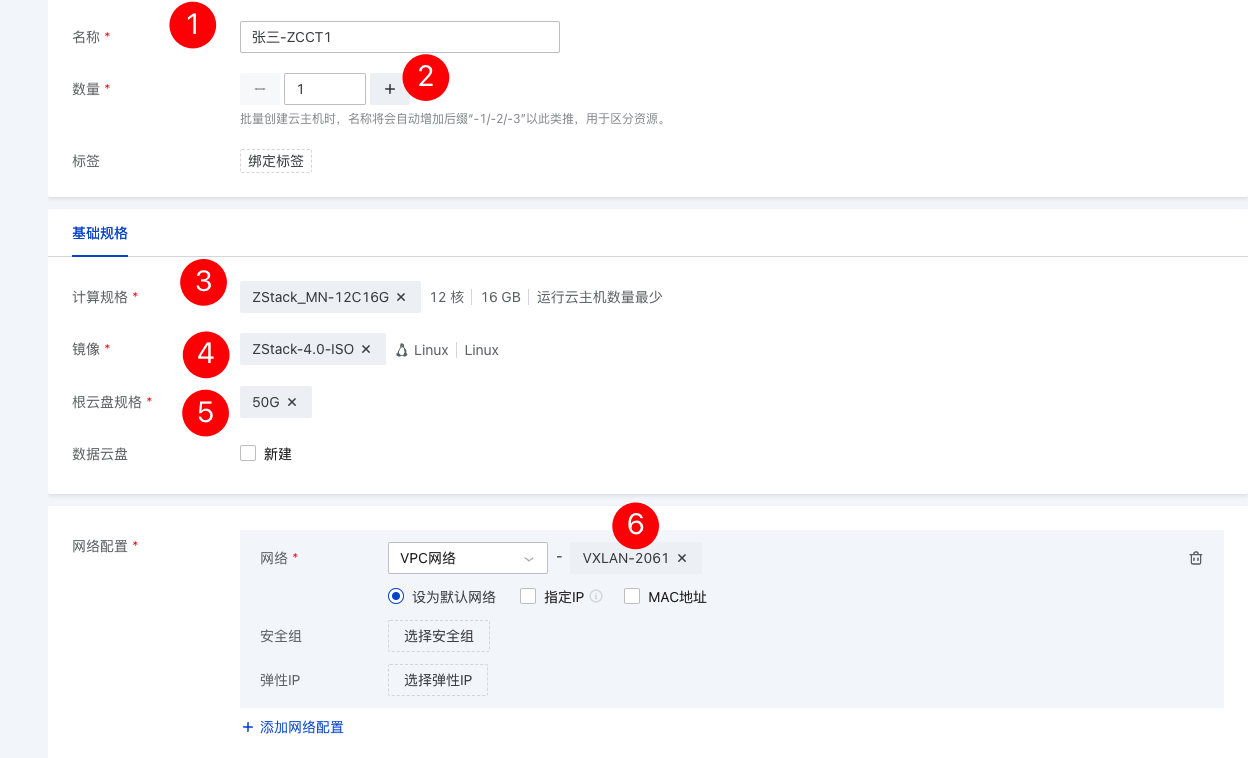 名称 * 1 张三-ZCCT1
数量 * 1 + 2
批量创建云主机时，名称将会自动增加后缀“-1/-2/-3”以此类推，用于区分资源。
标签 绑定标签
基础规格
计算规格 * 3 ZStack_MN-12C16G × 12 核 | 16 GB | 运行云主机数量最少
镜像 * 4 ZStack-4.0-ISO × Linux | Linux
根云盘规格 * 5 50G ×
数据云盘 新建
6
网络配置 * 网络 * VPC网络 - VXLAN-2061 ×
设为默认网络 指定IP MAC地址
安全组 选择安全组
弹性IP 选择弹性IP
+ 添加网络配置